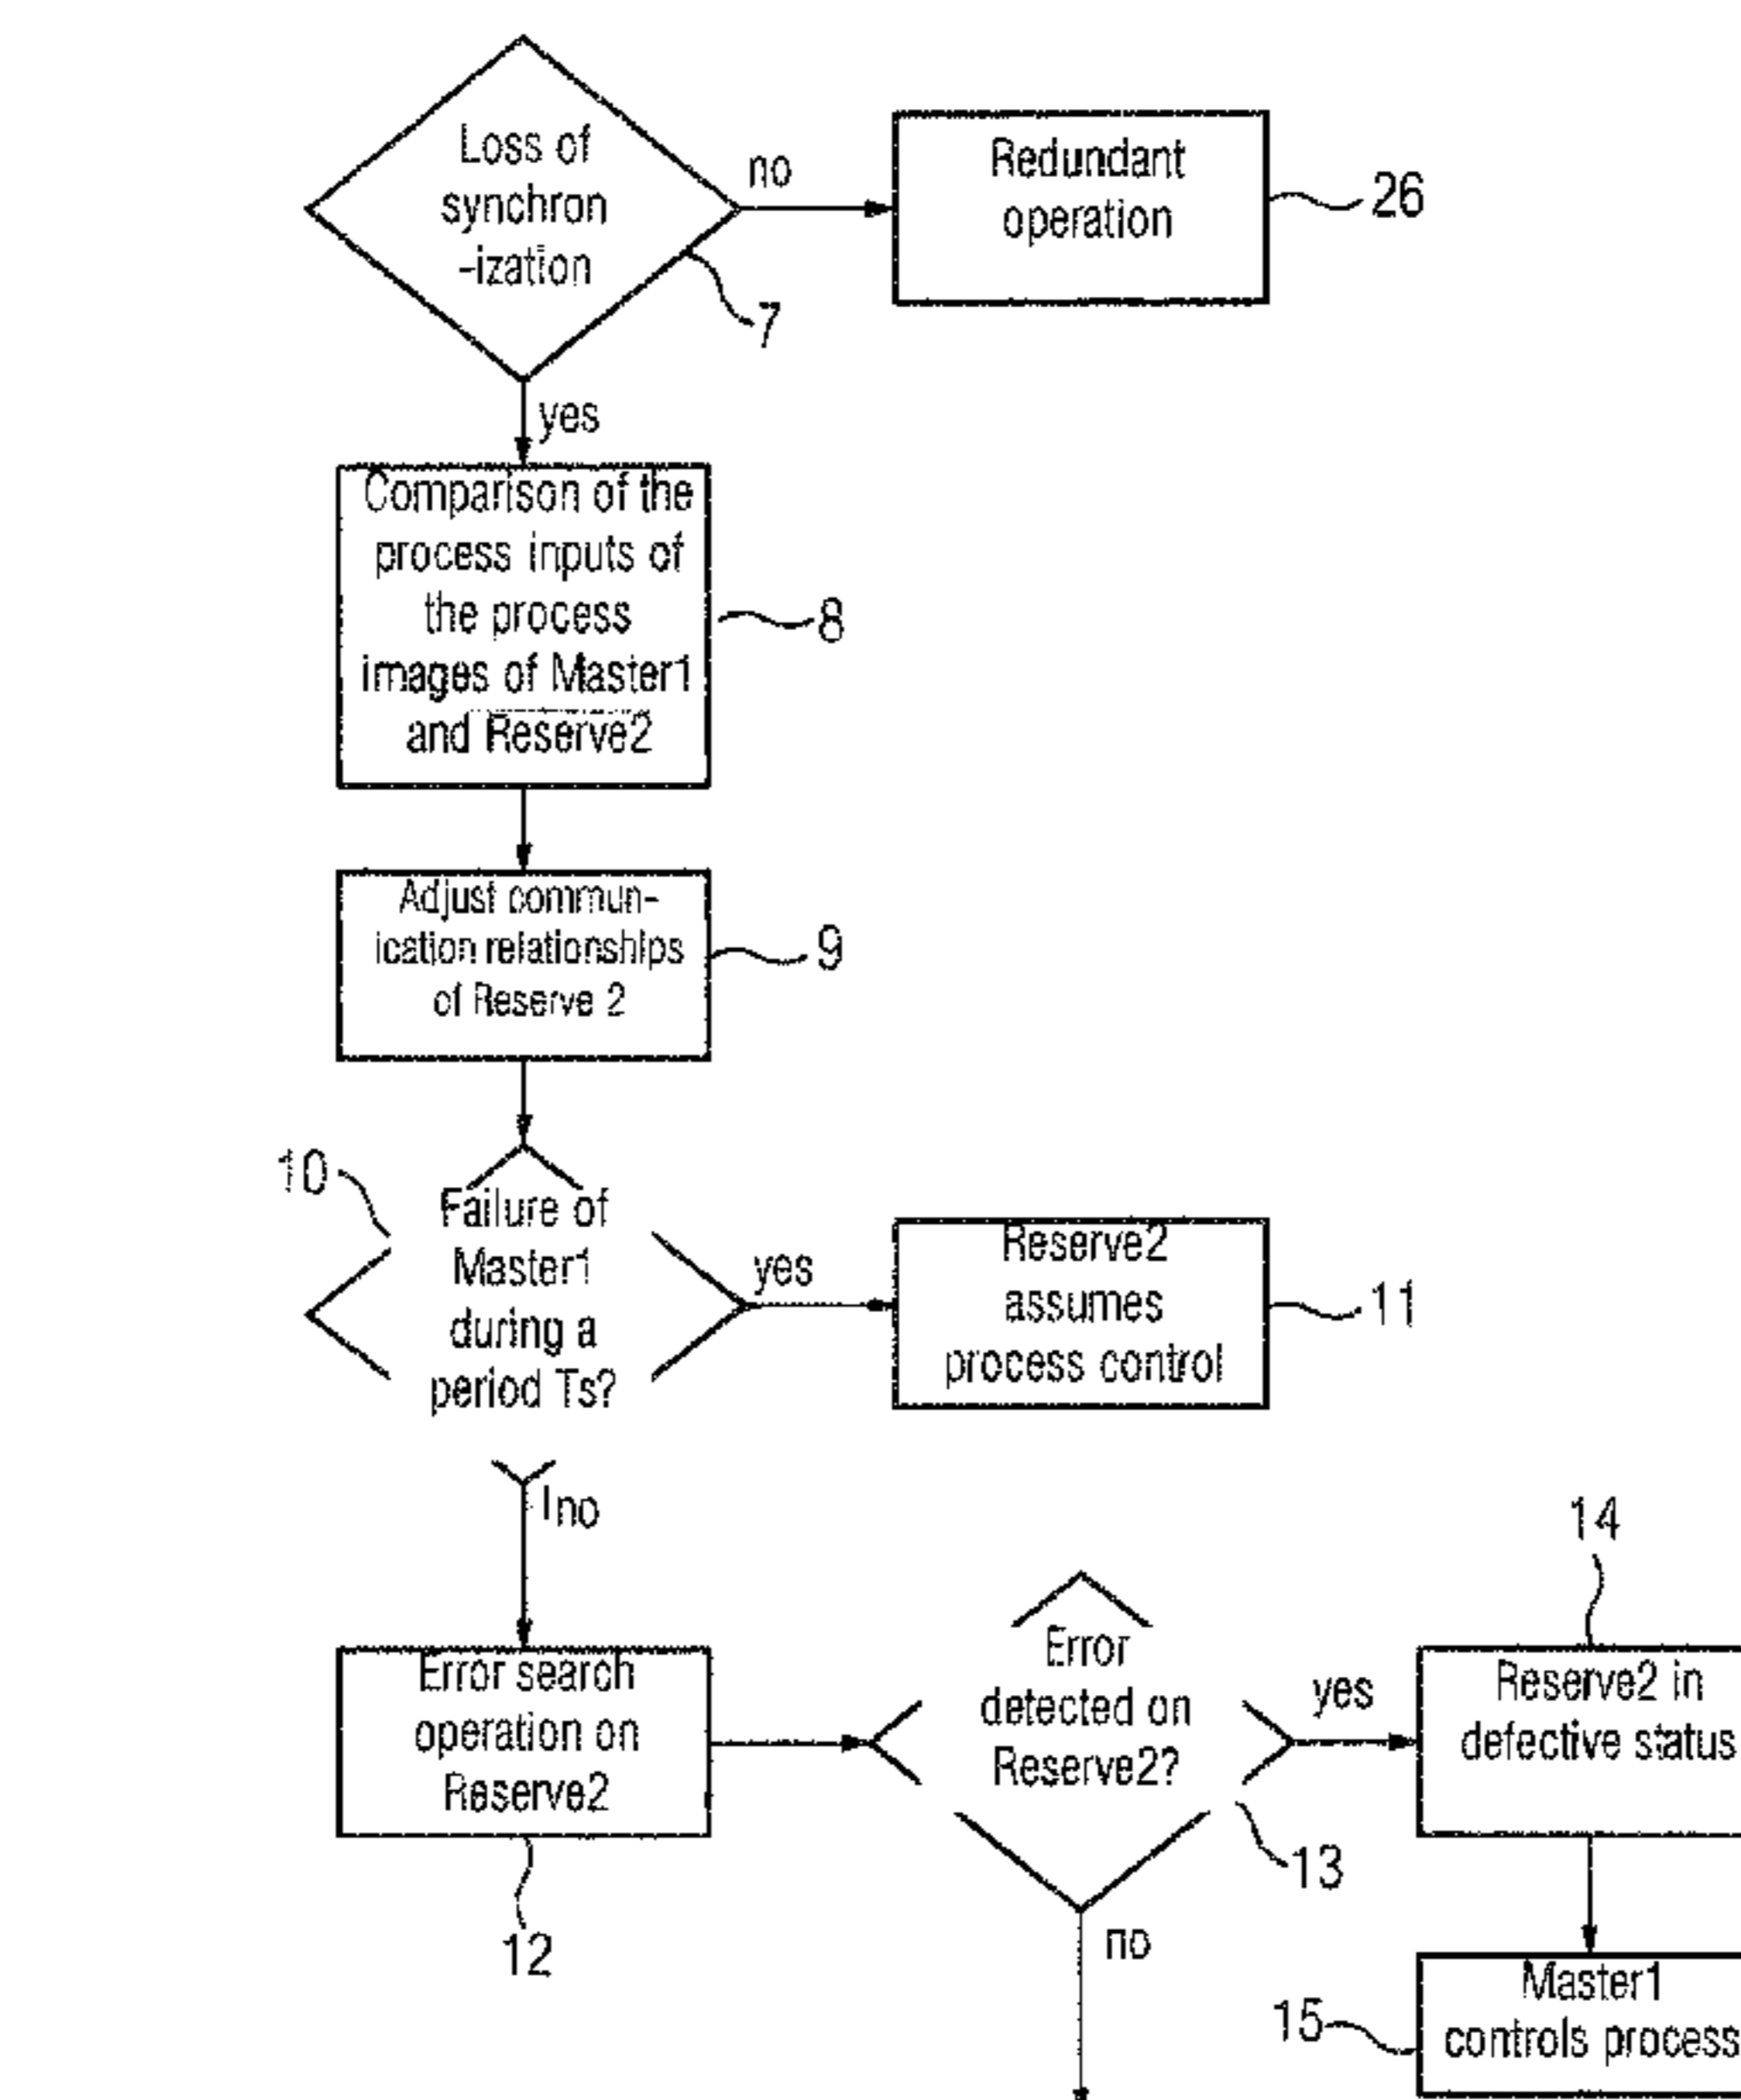 Loss of
synchron
-ization
no
Redundant
operation
26
7
yes
Comparison of the
process inputs of
the process
images of Master1
and Reserve2
8
Adjust commun-
ication relationships
of Reserve 2
9
10
Failure of
Master1
during a
period Ts?
yes
Reserve2
assumes
process control
11
no
Error search
operation on
Reserve2
12
Error
detected on
Reserve2?
13
yes
14
Reserve2 in
defective status
no
15
Master1
controls process